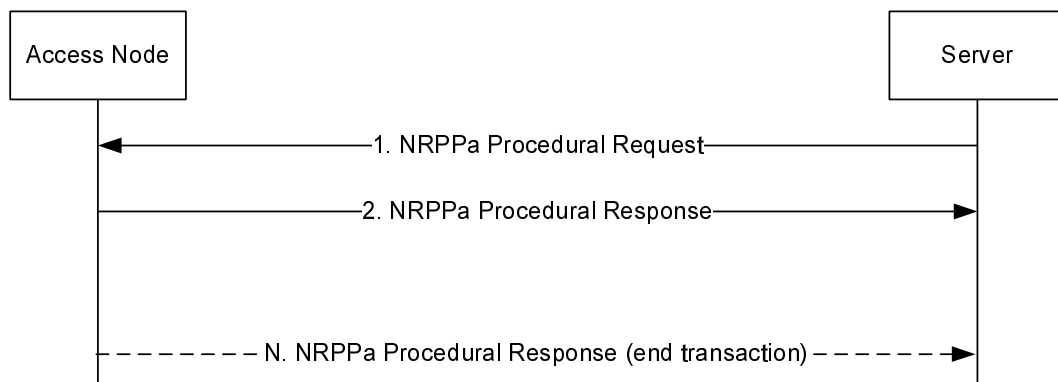 Access Node
Server
1. NRPPa Procedural Request
2. NRPPa Procedural Response
N. NRPPa Procedural Response (end transaction)